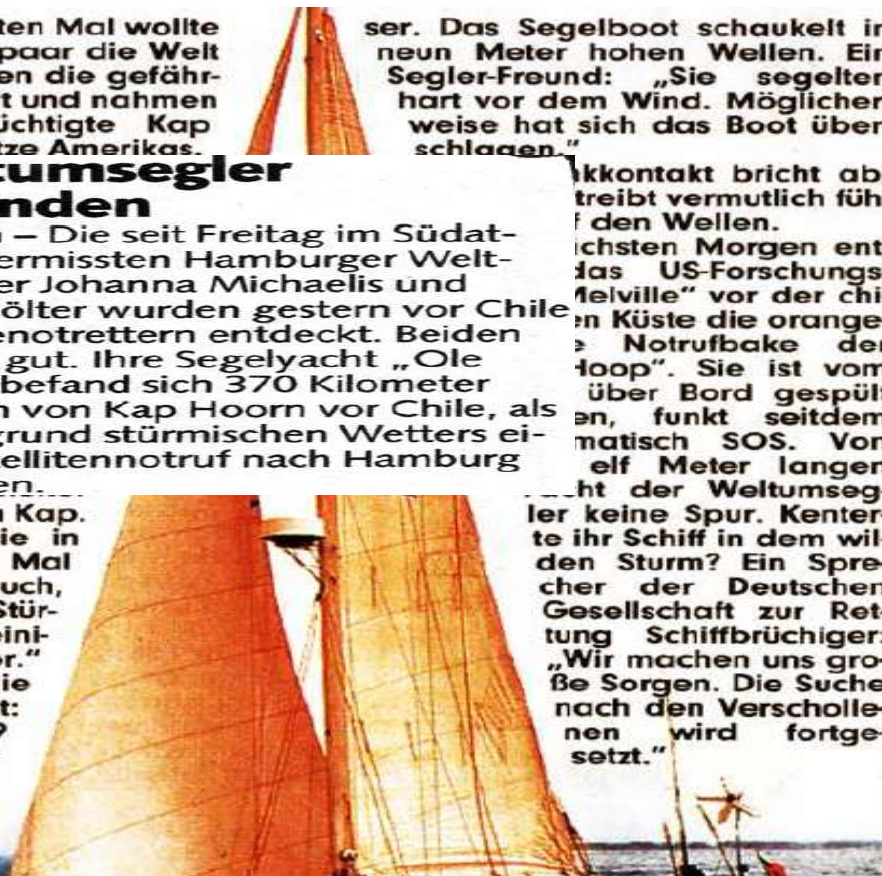 ten Mal wollte
paar die Welt
en die gefähr-
t und nahmen
üchtigte Kap
tze Amerikas.
tumsegler
nden
– Die seit Freitag im Südat-
ermissten Hamburger Welt-
er Johanna Michaelis und
ölter wurden gestern vor Chile
enotrettern entdeckt. Beiden
gut. Ihre Segelyacht „Ole
befand sich 370 Kilometer
n von Kap Hoorn vor Chile, als
grund stürmischen Wetters ei-
ellitennotruf nach Hamburg
en.
Kap.
ie in
Mal
uch,
Stür-
eini-
r.“
ie
t:
?
ser. Das Segelboot schaukelt in
neun Meter hohen Wellen. Ein
Segler-Freund: „Sie segelten
hart vor dem Wind. Möglicher
weise hat sich das Boot über
schlagen.“
nkkontakt bricht ab
treibt vermutlich füh
f den Wellen.
ichsten Morgen ent
das US-Forschungs
Melville“ vor der chi
en Küste die orange-
e Notrufbake der
Hoop“. Sie ist vom
über Bord gespült
en, funkt seitdem
matisch SOS. Von
elf Meter langen
cht der Weltumseg-
ler keine Spur. Kenter-
te ihr Schiff in dem wil-
den Sturm? Ein Spre-
cher der Deutschen
Gesellschaft zur Ret-
tung Schiffbrüchiger:
„Wir machen uns gro-
ße Sorgen. Die Suche
nach den Verscholle-
nen wird fortge-
setzt.“